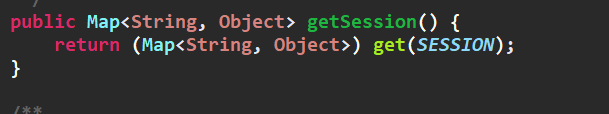 /
public Map<String, Object> getSession() {
    return (Map<String, Object>) get(SESSION);
}
/**